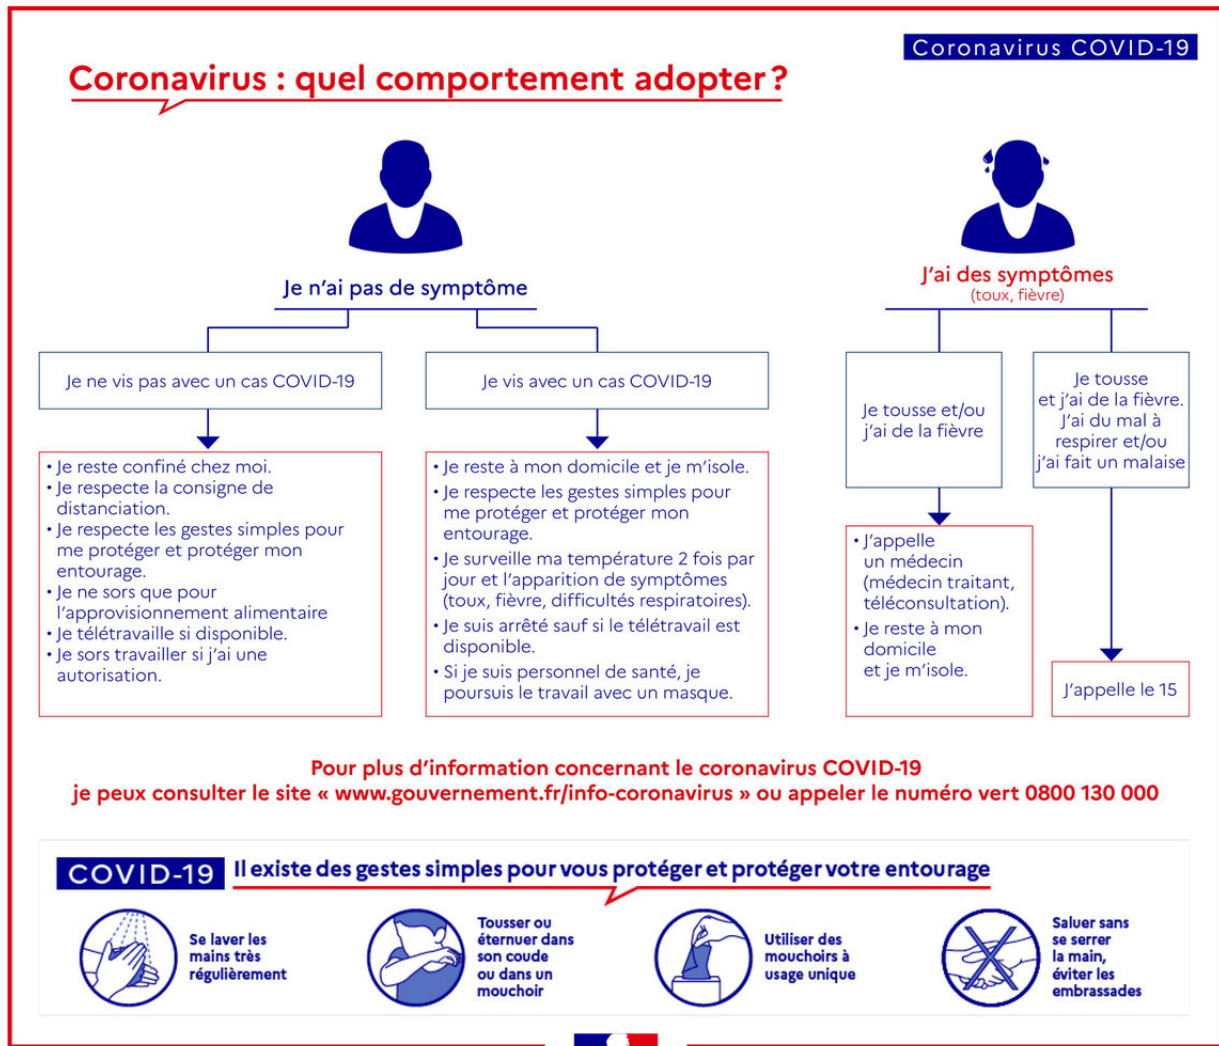 Coronavirus COVID-19
Coronavirus : quel comportement adopter ?
Je n'ai pas de symptôme
Je ne vis pas avec un cas COVID-19
• Je reste confiné chez moi.
• Je respecte la consigne de
distanciation.
• Je respecte les gestes simples pour
me protéger et protéger mon
entourage.
• Je ne sors que pour
l'approvisionnement alimentaire
• Je télétravaille si disponible.
• Je sors travailler si j'ai une
autorisation.
Je vis avec un cas COVID-19
• Je reste à mon domicile et je m'isole.
• Je respecte les gestes simples pour
me protéger et protéger mon
entourage.
• Je surveille ma température 2 fois par
jour et l'apparition de symptômes
(toux, fièvre, difficultés respiratoires).
• Je suis arrêté sauf si le télétravail est
disponible.
• Si je suis personnel de santé, je
poursuis le travail avec un masque.
J'ai des symptômes
(toux, fièvre)
Je tousse et/ou
j'ai de la fièvre
• J'appelle
un médecin
(médecin traitant,
téléconsultation).
• Je reste à mon
domicile
et je m'isole.
Je tousse
et j'ai de la fièvre.
J'ai du mal à
respirer et/ou
j'ai fait un malaise
J'appelle le 15
Pour plus d'information concernant le coronavirus COVID-19
je peux consulter le site « www.gouvernement.fr/info-coronavirus » ou appeler le numéro vert 0800 130 000
COVID-19 Il existe des gestes simples pour vous protéger et protéger votre entourage
Se laver les
mains très
régulièrement
Tousser ou
éternuer dans
son coude
ou dans un
mouchoir
Utiliser des
mouchoirs à
usage unique
Saluer sans
se serrer
la main,
éviter les
embrassades